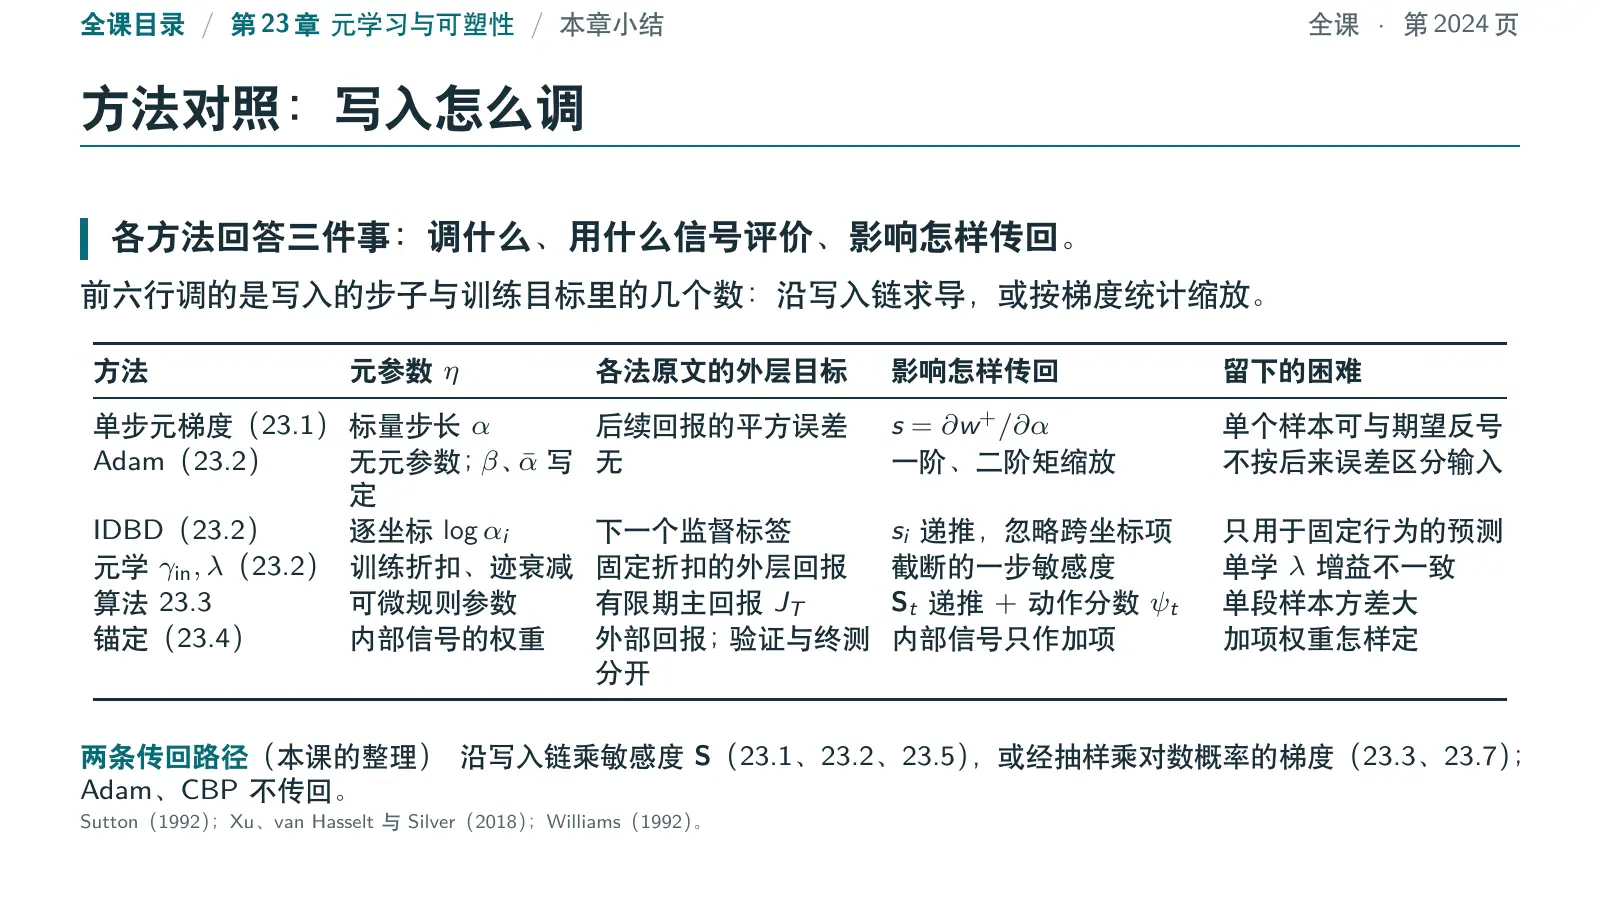 全课目录 / 第 23 章 元学习与可塑性 / 本章小结
全课 · 第 2024 页
方法对照：写入怎么调
各方法回答三件事：调什么、用什么信号评价、影响怎样传回。
前六行调的是写入的步子与训练目标里的几个数：沿写入链求导，或按梯度统计缩放。
方法 元参数 η 各法原文的外层目标 影响怎样传回 留下的困难
单步元梯度（23.1） 标量步长 α 后续回报的平方误差 s = ∂w⁺/∂α 单个样本可与期望反号
Adam（23.2） 无元参数；β、ᾱ 写定 无 一阶、二阶矩缩放 不按后来误差区分输入
IDBD（23.2） 逐坐标 log αᵢ 下一个监督标签 sᵢ 递推，忽略跨坐标项 只用于固定行为的预测
元学 γ_in, λ（23.2） 训练折扣、迹衰减 固定折扣的外层回报 截断的一步敏感度 单学 λ 增益不一致
算法 23.3 可微规则参数 有限期主回报 J_T S_t 递推 + 动作分数 ψ_t 单段样本方差大
锚定（23.4） 内部信号的权重 外部回报；验证与终测分开 内部信号只作加项 加项权重怎样定
两条传回路径（本课的整理） 沿写入链乘敏感度 S（23.1、23.2、23.5），或经抽样乘对数概率的梯度（23.3、23.7）；
Adam、CBP 不传回。
Sutton（1992）；Xu、van Hasselt 与 Silver（2018）；Williams（1992）。